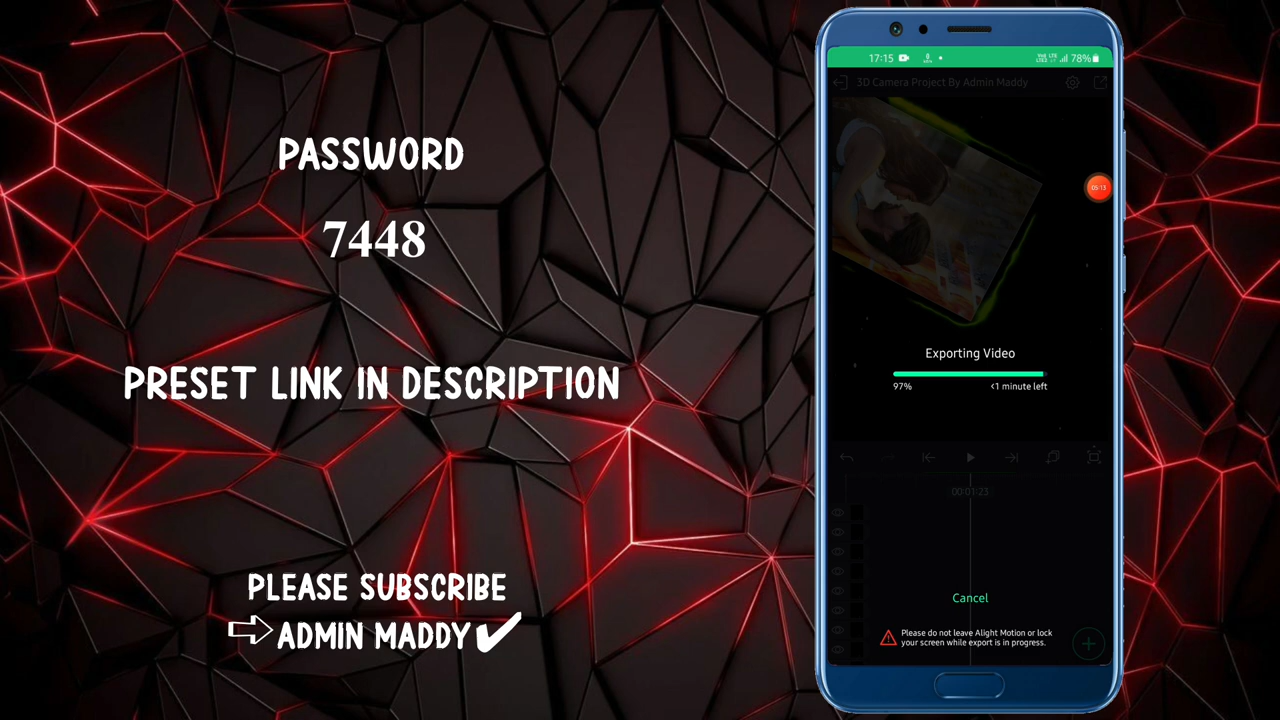 PASSWORD
7448
PRESET LINK IN DESCRIPTION
PLEASE SUBSCRIBE
ADMIN MADDY
17:15
78%
3D Camera Project By Admin Maddy
05:13
Exporting Video
97% <1 minute left
00:01:23
Cancel
Please do not leave Alight Motion or lock
your screen while export is in progress.